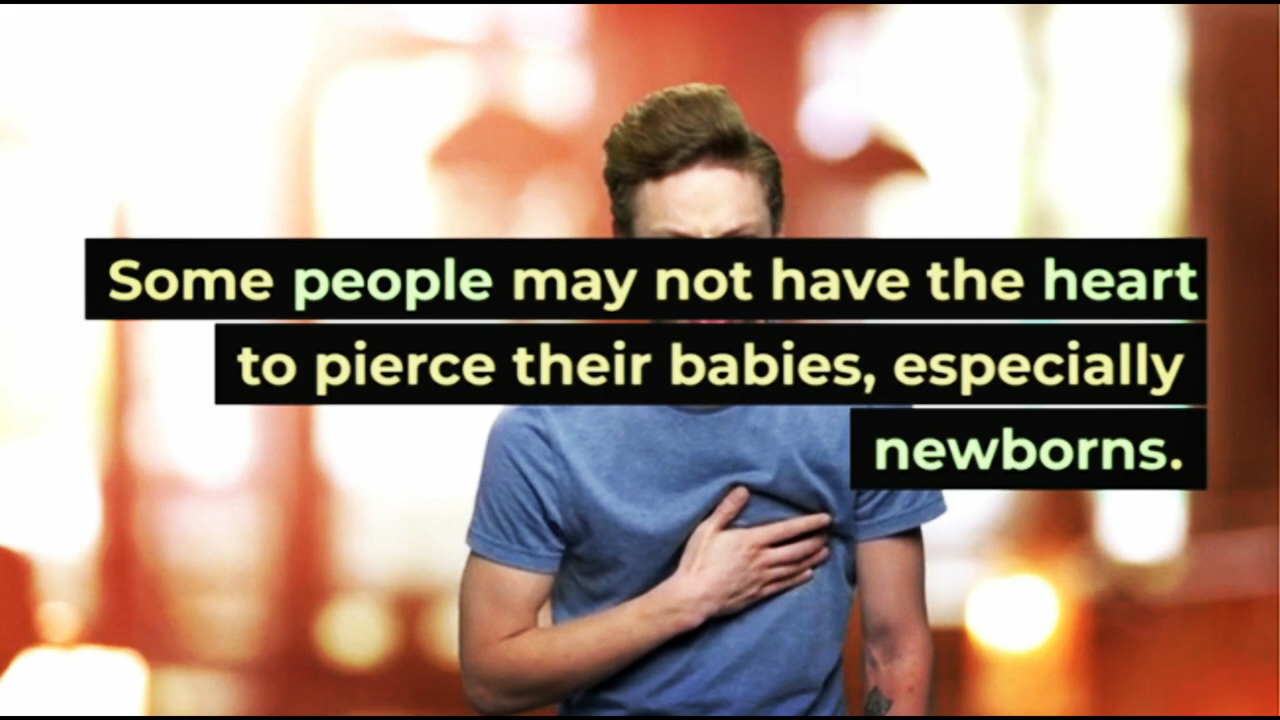 Some people may not have the heart
to pierce their babies, especially
newborns.